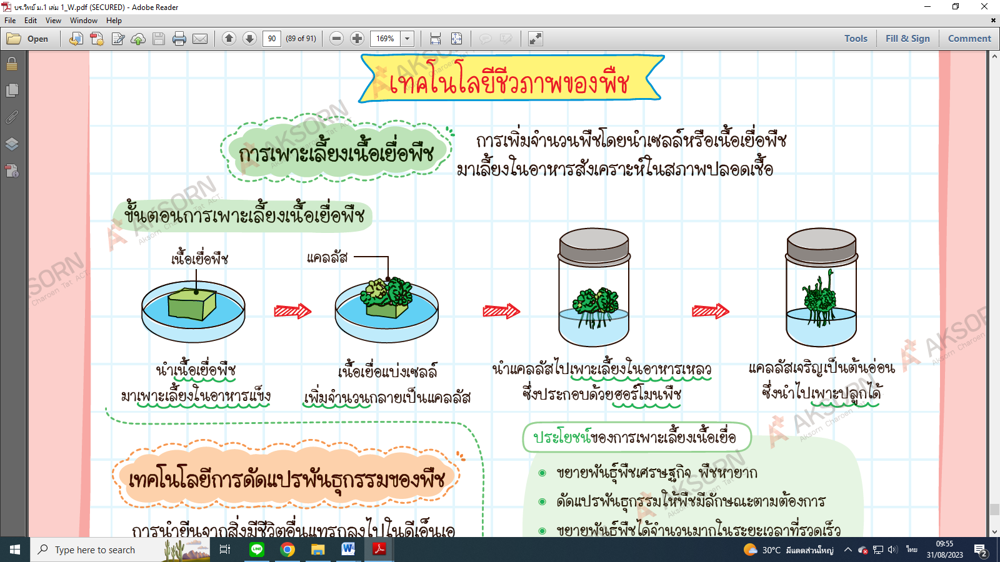 บร.วิทย์ ม.1 เล่ม 1_W.pdf (SECURED) - Adobe Reader
File Edit View Window Help
Open 90 (89 of 91) 169% Tools Fill & Sign Comment
เทคโนโลยีชีวภาพของพืช
การเพาะเลี้ยงเนื้อเยื่อพืช
การเพิ่มจำนวนพืชโดยนำเซลล์หรือเนื้อเยื่อพืช
มาเลี้ยงในอาหารสังเคราะห์ในสภาพปลอดเชื้อ
ขั้นตอนการเพาะเลี้ยงเนื้อเยื่อพืช
เนื้อเยื่อพืช
แคลลัส
นำเนื้อเยื่อพืช
มาเพาะเลี้ยงในอาหารแข็ง
เนื้อเยื่อแบ่งเซลล์
เพิ่มจำนวนกลายเป็นแคลลัส
นำแคลลัสไปเพาะเลี้ยงในอาหารเหลว
ซึ่งประกอบด้วยฮอร์โมนพืช
แคลลัสเจริญเป็นต้นอ่อน
ซึ่งนำไปเพาะปลูกได้
เทคโนโลยีการดัดแปรพันธุกรรมของพืช
การนำยีนจากสิ่งมีชีวิตอื่นแทรกลงไปในดีเอ็นเอ
ประโยชน์ของการเพาะเลี้ยงเนื้อเยื่อ
ขยายพันธุ์พืชเศรษฐกิจ พืชหายาก
ดัดแปรพันธุกรรมให้พืชมีลักษณะตามต้องการ
ขยายพันธุ์พืชได้จำนวนมากในระยะเวลาที่รวดเร็ว
AKSORN
Aksorn Charoen Tat ACT.
Type here to search
30°C มีแดดส่วนใหญ่
ไทย
09:55
31/08/2023
2